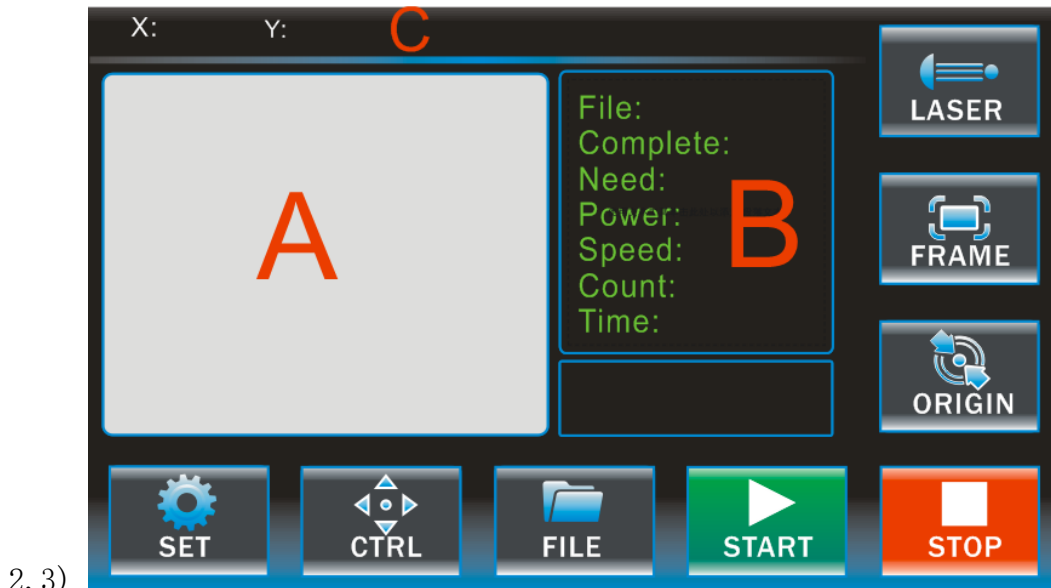 X: Y: C
LASER
A
File:
Complete:
Need:
Power:
Speed:
Count:
Time:
B
FRAME
ORIGIN
SET
CTRL
FILE
START
STOP
2.3)